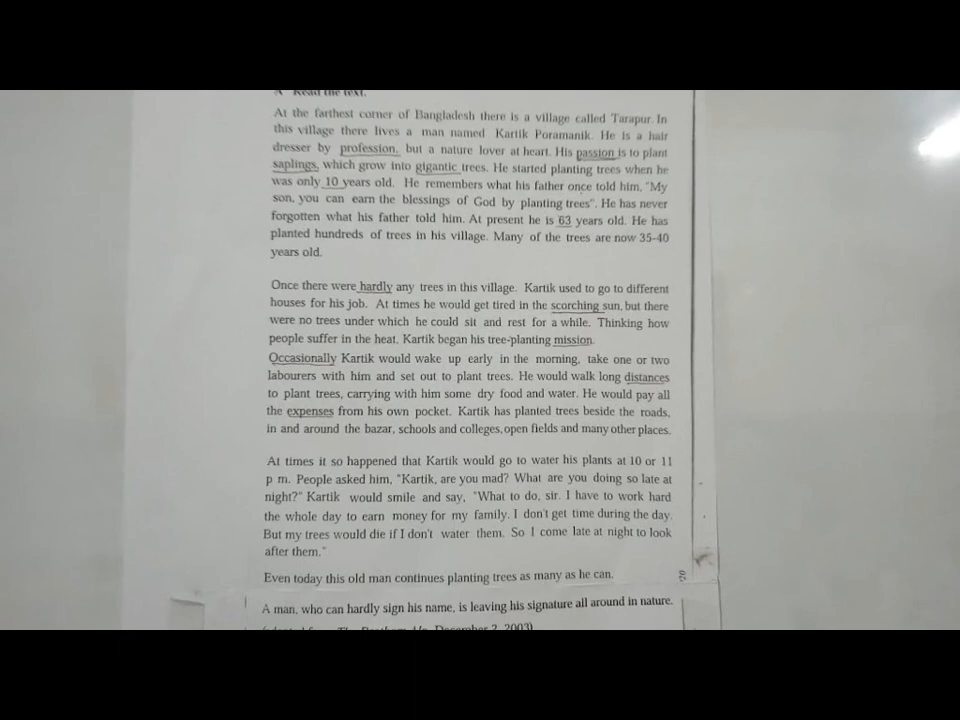 A Read the text.
At the farthest corner of Bangladesh there is a village called Tarapur. In
this village there lives a man named Kartik Poramanik. He is a hair
dresser by profession, but a nature lover at heart. His passion is to plant
saplings, which grow into gigantic trees. He started planting trees when he
was only 10 years old. He remembers what his father once told him, "My
son, you can earn the blessings of God by planting trees". He has never
forgotten what his father told him. At present he is 63 years old. He has
planted hundreds of trees in his village. Many of the trees are now 35-40
years old.
Once there were hardly any trees in this village. Kartik used to go to different
houses for his job. At times he would get tired in the scorching sun, but there
were no trees under which he could sit and rest for a while. Thinking how
people suffer in the heat, Kartik began his tree-planting mission.
Occasionally Kartik would wake up early in the morning, take one or two
labourers with him and set out to plant trees. He would walk long distances
to plant trees, carrying with him some dry food and water. He would pay all
the expenses from his own pocket. Kartik has planted trees beside the roads,
in and around the bazar, schools and colleges, open fields and many other places.
At times it so happened that Kartik would go to water his plants at 10 or 11
p m. People asked him, "Kartik, are you mad? What are you doing so late at
night?" Kartik would smile and say, "What to do, sir. I have to work hard
the whole day to earn money for my family. I don't get time during the day.
But my trees would die if I don't water them. So I come late at night to look
after them."
Even today this old man continues planting trees as many as he can.
A man, who can hardly sign his name, is leaving his signature all around in nature.
December 2, 2003)